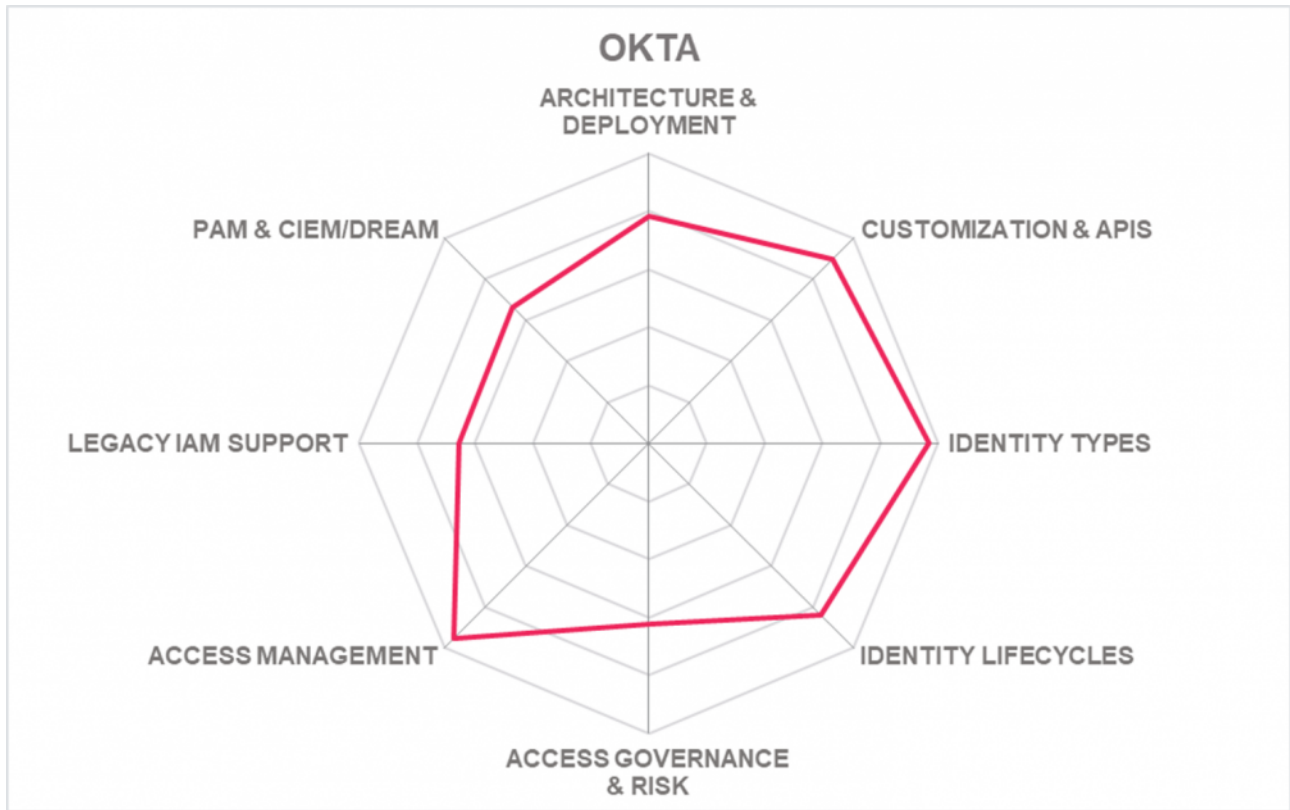 OKTA
ARCHITECTURE &
DEPLOYMENT
PAM & CIEM/DREAM
CUSTOMIZATION & APIS
LEGACY IAM SUPPORT
IDENTITY TYPES
ACCESS MANAGEMENT
IDENTITY LIFECYCLES
ACCESS GOVERNANCE
& RISK